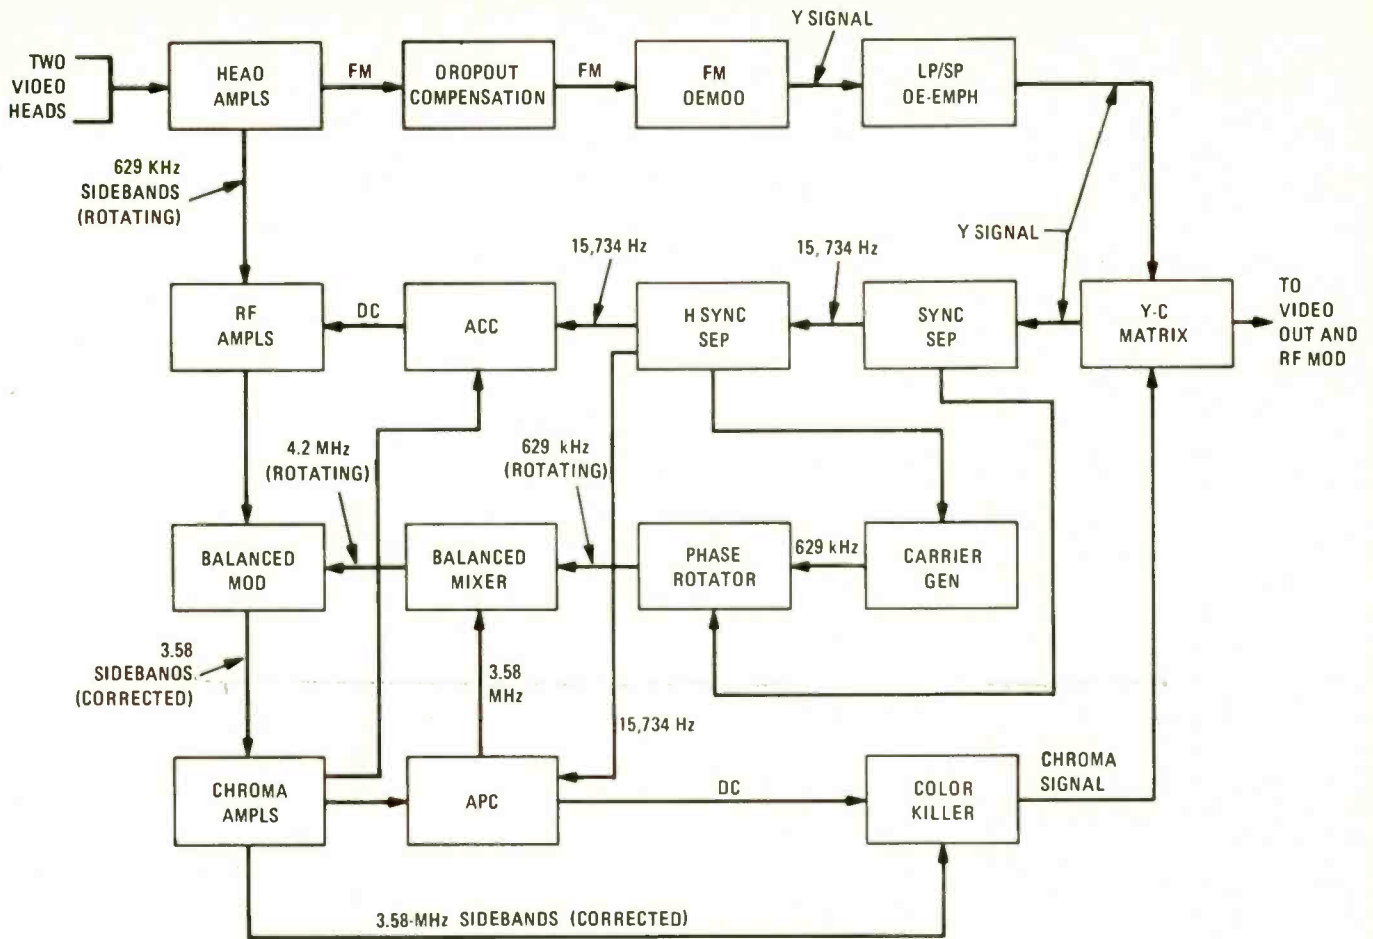 TWO
VIDEO
HEADS
HEAO
AMPLS
FM
OROPOUT
COMPENSATION
FM
FM
OEMOO
Y SIGNAL
LP/SP
OE-EMPH
629 KHz
SIDEBANDS
(ROTATING)
Y SIGNAL
RF
AMPLS
DC
ACC
15,734 Hz
H SYNC
SEP
15, 734 Hz
SYNC
SEP
Y-C
MATRIX
TO
VIDEO
OUT AND
RF MOD
4.2 MHz
(ROTATING)
629 kHz
(ROTATING)
BALANCED
MOD
BALANCED
MIXER
PHASE
ROTATOR
629 kHz
CARRIER
GEN
3.58
SIDEBANOS
(CORRECTED)
3.58
MHz
15,734 Hz
CHROMA
AMPLS
APC
DC
COLOR
KILLER
CHROMA
SIGNAL
3.58-MHz SIDEBANDS (CORRECTED)